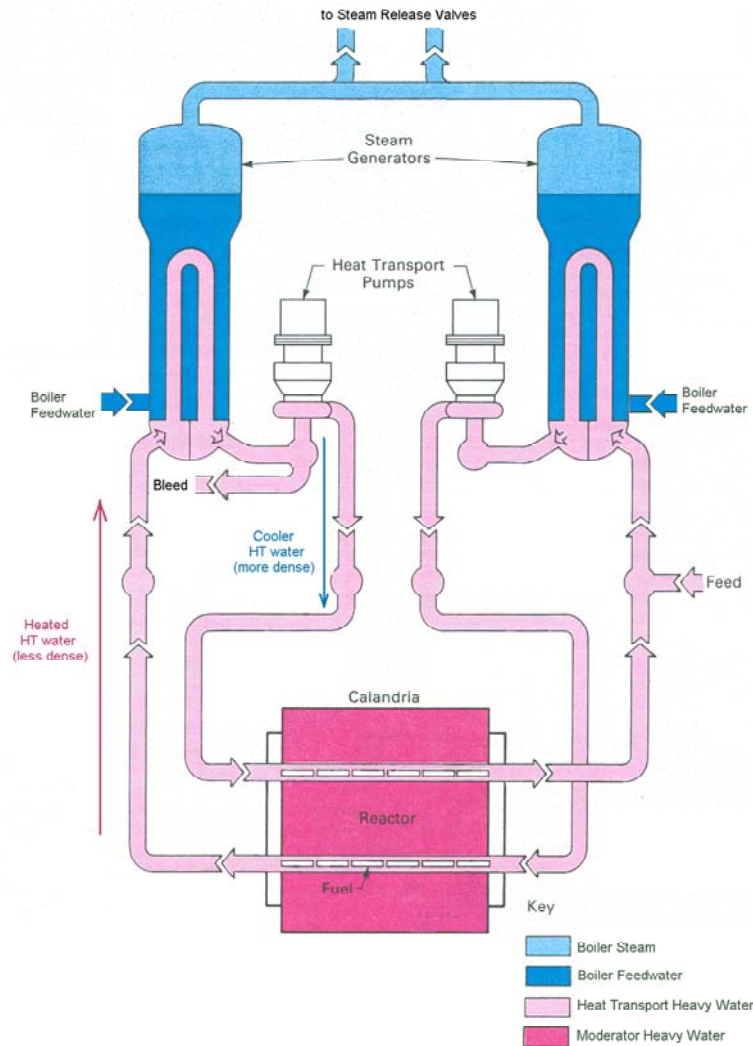 to Steam Release Valves
Steam
Generators
Heat Transport
Pumps
Boiler
Feedwater
Boiler
Feedwater
Bleed
Cooler
HT water
(more dense)
Feed
Heated
HT water
(less dense)
Calandria
Reactor
Fuel
Key
Boiler Steam
Boiler Feedwater
Heat Transport Heavy Water
Moderator Heavy Water